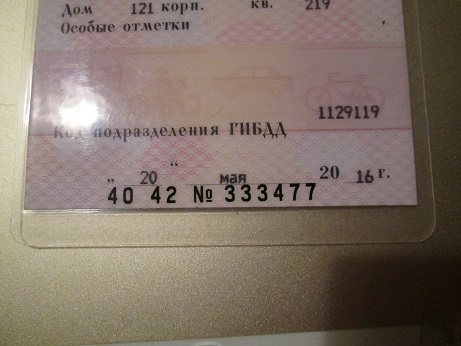 Дом 121 корп. кв. 219
Особые отметки
1129119
Код подразделения ГИБДД
„ 20 “ мая 20 16 г.
40 42 № 333477